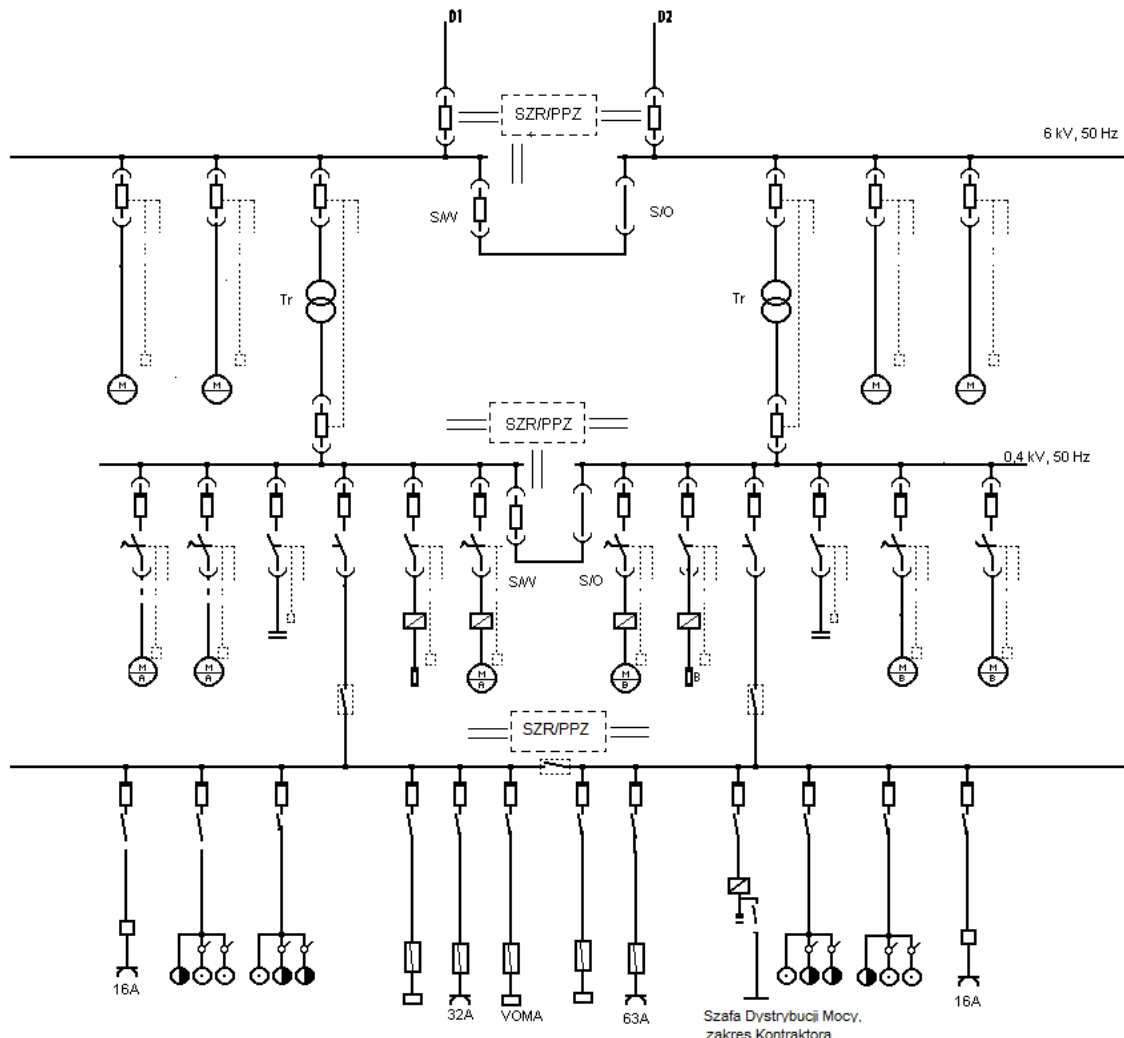 D1 D2
SZR/PPZ
6 kV, 50 Hz
S/W S/O
Tr Tr
M M M M
SZR/PPZ
0,4 kV, 50 Hz
S/W S/O
B
M A M A M A M B M B M B
SZR/PPZ
16A 32A VOMA 63A 16A
Szafa Dystrybucji Mocy,
zakres Kontraktora